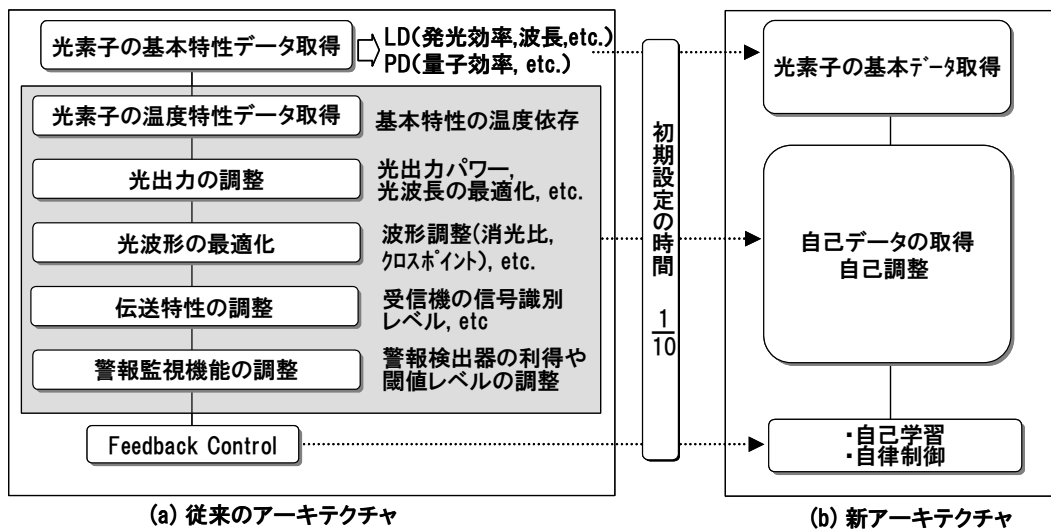 光素子の基本特性データ取得
LD(発光効率,波長,etc.)
PD(量子効率, etc.)
光素子の温度特性データ取得
基本特性の温度依存
光出力の調整
光出力パワー,
光波長の最適化, etc.
光波形の最適化
波形調整(消光比,
クロスポイント), etc.
伝送特性の調整
受信機の信号識別
レベル, etc
警報監視機能の調整
警報検出器の利得や
閾値レベルの調整
Feedback Control
(a) 従来のアーキテクチャ
初期設定の時間
1
10
光素子の基本データ取得
自己データの取得
自己調整
・自己学習
・自律制御
(b) 新アーキテクチャ